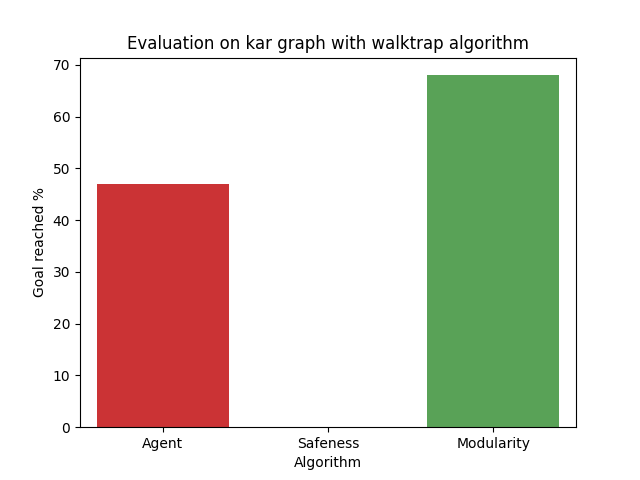 Evaluation on kar graph with walktrap algorithm
Goal reached %
70
60
50
40
30
20
10
0
Agent
Safeness
Modularity
Algorithm